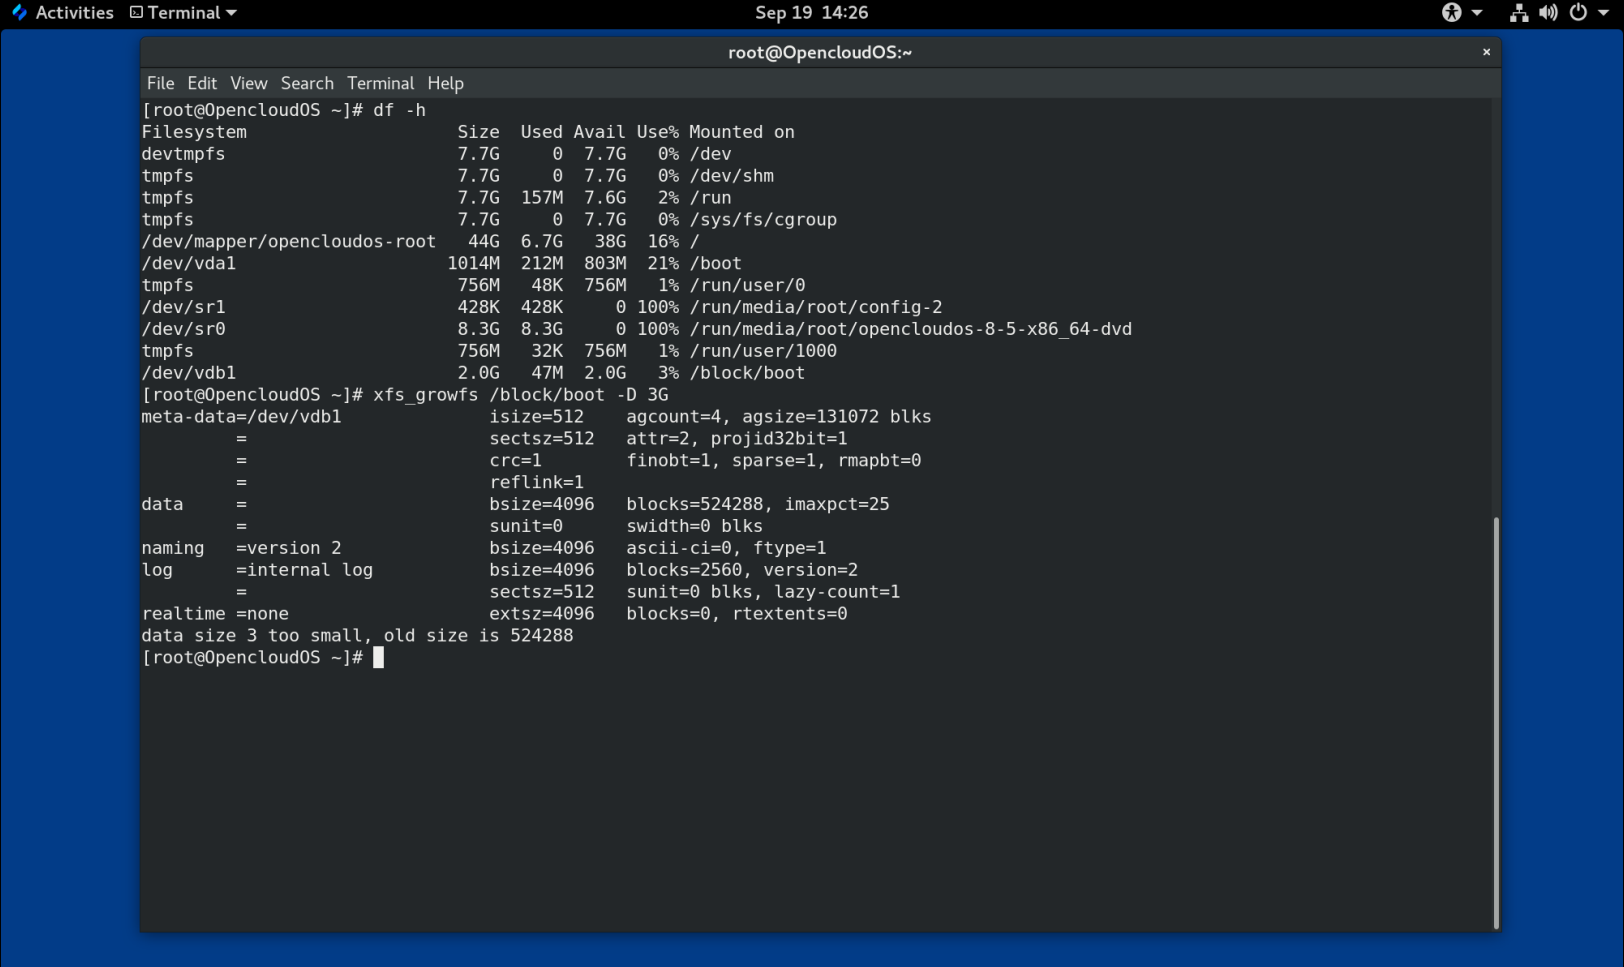 Activities Terminal Sep 19 14:26
root@OpencloudOS:~ ×
File Edit View Search Terminal Help
[root@OpencloudOS ~]# df -h
Filesystem                    Size  Used Avail Use% Mounted on
devtmpfs                      7.7G     0  7.7G   0% /dev
tmpfs                         7.7G     0  7.7G   0% /dev/shm
tmpfs                         7.7G  157M  7.6G   2% /run
tmpfs                         7.7G     0  7.7G   0% /sys/fs/cgroup
/dev/mapper/opencloudos-root   44G  6.7G   38G  16% /
/dev/vda1                    1014M  212M  803M  21% /boot
tmpfs                         756M   48K  756M   1% /run/user/0
/dev/sr1                      428K  428K     0 100% /run/media/root/config-2
/dev/sr0                      8.3G  8.3G     0 100% /run/media/root/opencloudos-8-5-x86_64-dvd
tmpfs                         756M   32K  756M   1% /run/user/1000
/dev/vdb1                     2.0G   47M  2.0G   3% /block/boot
[root@OpencloudOS ~]# xfs_growfs /block/boot -D 3G
meta-data=/dev/vdb1              isize=512    agcount=4, agsize=131072 blks
         =                       sectsz=512   attr=2, projid32bit=1
         =                       crc=1        finobt=1, sparse=1, rmapbt=0
         =                       reflink=1
data     =                       bsize=4096   blocks=524288, imaxpct=25
         =                       sunit=0      swidth=0 blks
naming   =version 2              bsize=4096   ascii-ci=0, ftype=1
log      =internal log           bsize=4096   blocks=2560, version=2
         =                       sectsz=512   sunit=0 blks, lazy-count=1
realtime =none                   extsz=4096   blocks=0, rtextents=0
data size 3 too small, old size is 524288
[root@OpencloudOS ~]#